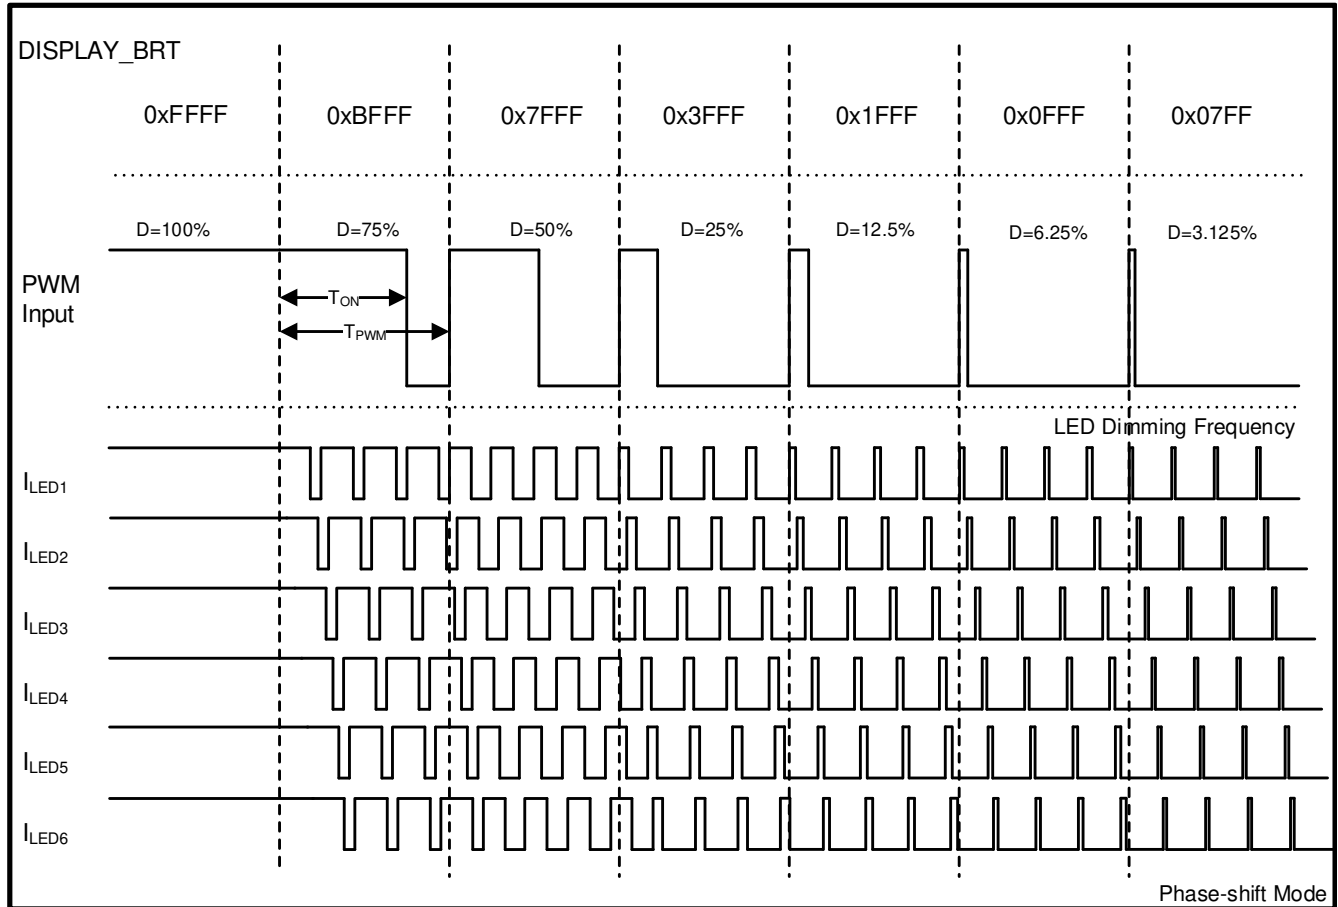 DISPLAY_BRT
0xFFFF 0xBFFF 0x7FFF 0x3FFF 0x1FFF 0x0FFF 0x07FF
D=100% D=75% D=50% D=25% D=12.5% D=6.25% D=3.125%
PWM
Input
TON
TPWM
LED Dimming Frequency
ILED1
ILED2
ILED3
ILED4
ILED5
ILED6
Phase-shift Mode